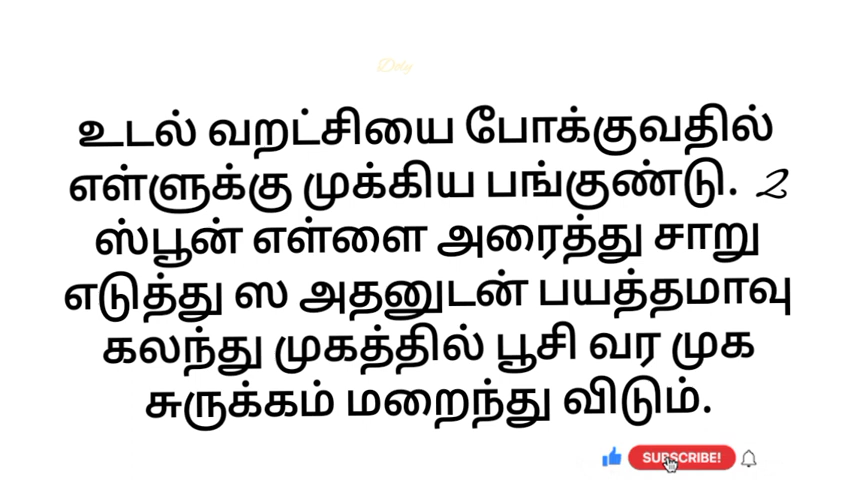 Doly
உடல் வறட்சியை போக்குவதில்
எள்ளுக்கு முக்கிய பங்குண்டு. 2
ஸ்பூன் எள்ளை அரைத்து சாறு
எடுத்து ஸ அதனுடன் பயத்தமாவு
கலந்து முகத்தில் பூசி வர முக
சுருக்கம் மறைந்து விடும்.
SUBSCRIBE!